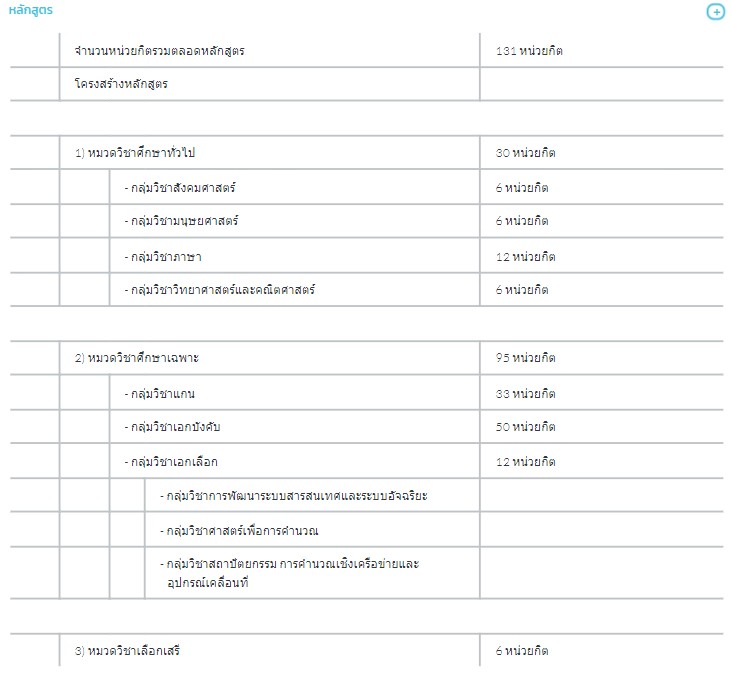 หลักสูตร
จำนวนหน่วยกิตรวมตลอดหลักสูตร 131 หน่วยกิต
โครงสร้างหลักสูตร
1) หมวดวิชาศึกษาทั่วไป 30 หน่วยกิต
- กลุ่มวิชาสังคมศาสตร์ 6 หน่วยกิต
- กลุ่มวิชามนุษยศาสตร์ 6 หน่วยกิต
- กลุ่มวิชาภาษา 12 หน่วยกิต
- กลุ่มวิชาวิทยาศาสตร์และคณิตศาสตร์ 6 หน่วยกิต
2) หมวดวิชาศึกษาเฉพาะ 95 หน่วยกิต
- กลุ่มวิชาแกน 33 หน่วยกิต
- กลุ่มวิชาเอกบังคับ 50 หน่วยกิต
- กลุ่มวิชาเอกเลือก 12 หน่วยกิต
- กลุ่มวิชาการพัฒนาระบบสารสนเทศและระบบอัจฉริยะ
- กลุ่มวิชาศาสตร์เพื่อการคำนวณ
- กลุ่มวิชาสถาปัตยกรรม การคำนวณเชิงเครือข่ายและ
อุปกรณ์เคลื่อนที่
3) หมวดวิชาเลือกเสรี 6 หน่วยกิต